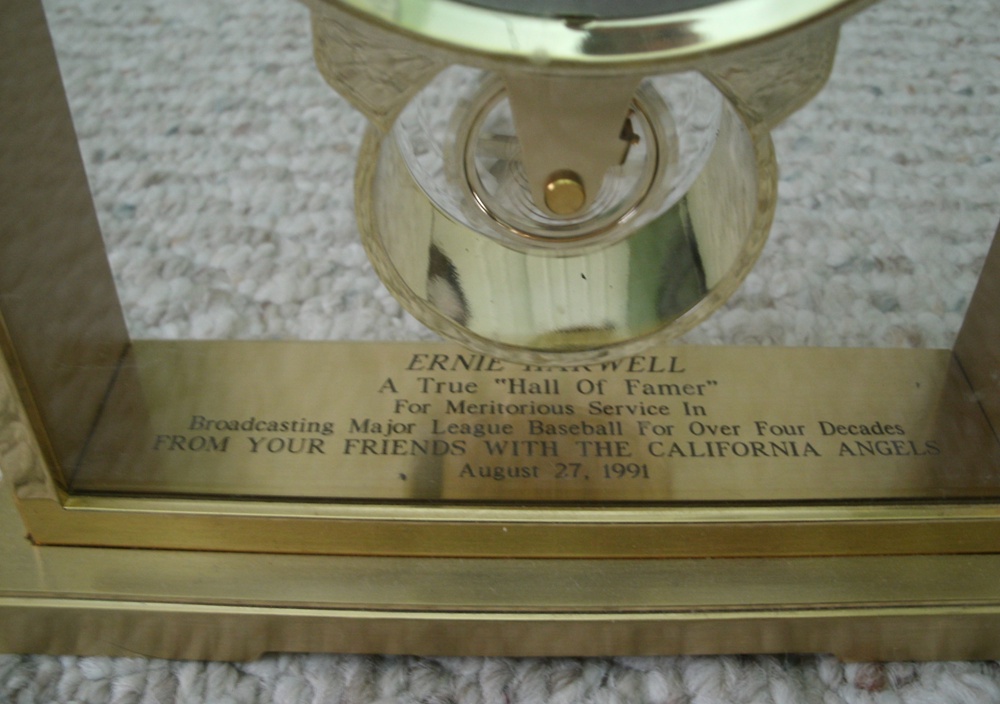 ERNIE HARWELL
A True "Hall Of Famer"
For Meritorious Service In
Broadcasting Major League Baseball For Over Four Decades
FROM YOUR FRIENDS WITH THE CALIFORNIA ANGELS
August 27, 1991